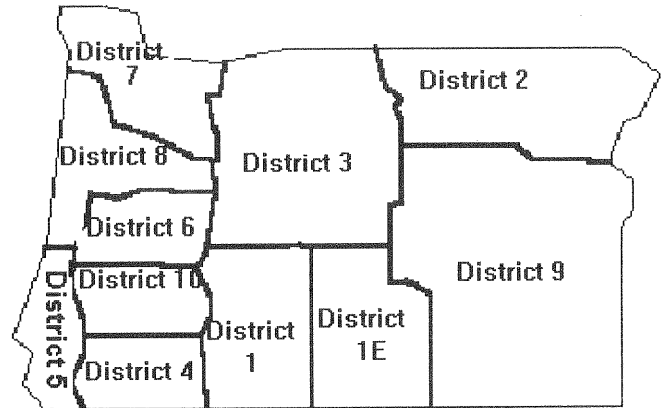 District
7
District 2
District 8
District 3
District 6
District 9
District 10
District 5
District
1
District
1E
District 4